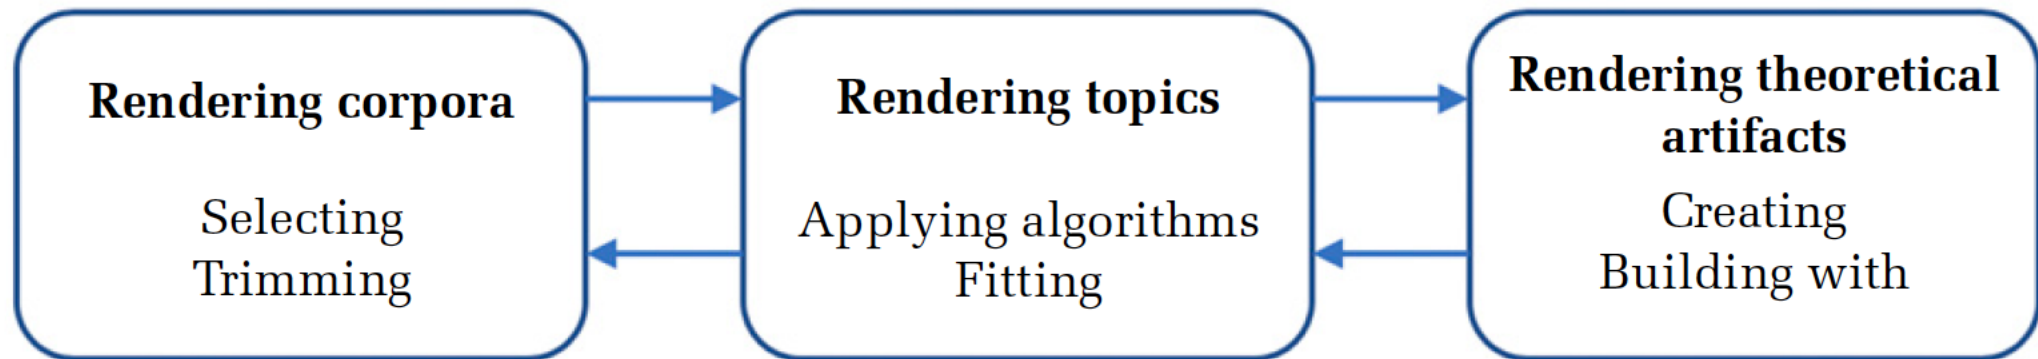 Rendering corpora
Selecting
Trimming
Rendering topics
Applying algorithms
Fitting
Rendering theoretical
artifacts
Creating
Building with